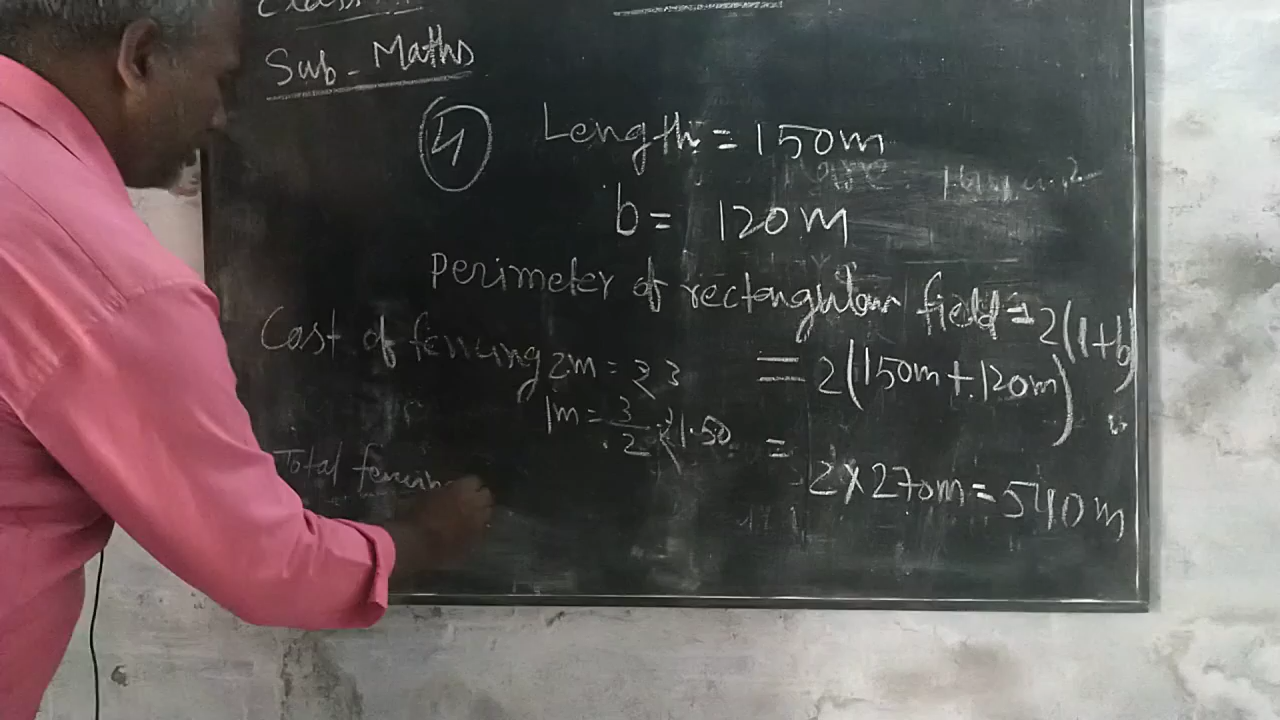 Sub - Maths
4 Length = 150m
b = 120m
Perimeter of rectangular field = 2(l+b)
= 2(150m + 120m)
= 2 x 270m = 540m
Cost of fencing 2m = ₹ 3
1m = 3/2 ₹ 1.50
Total